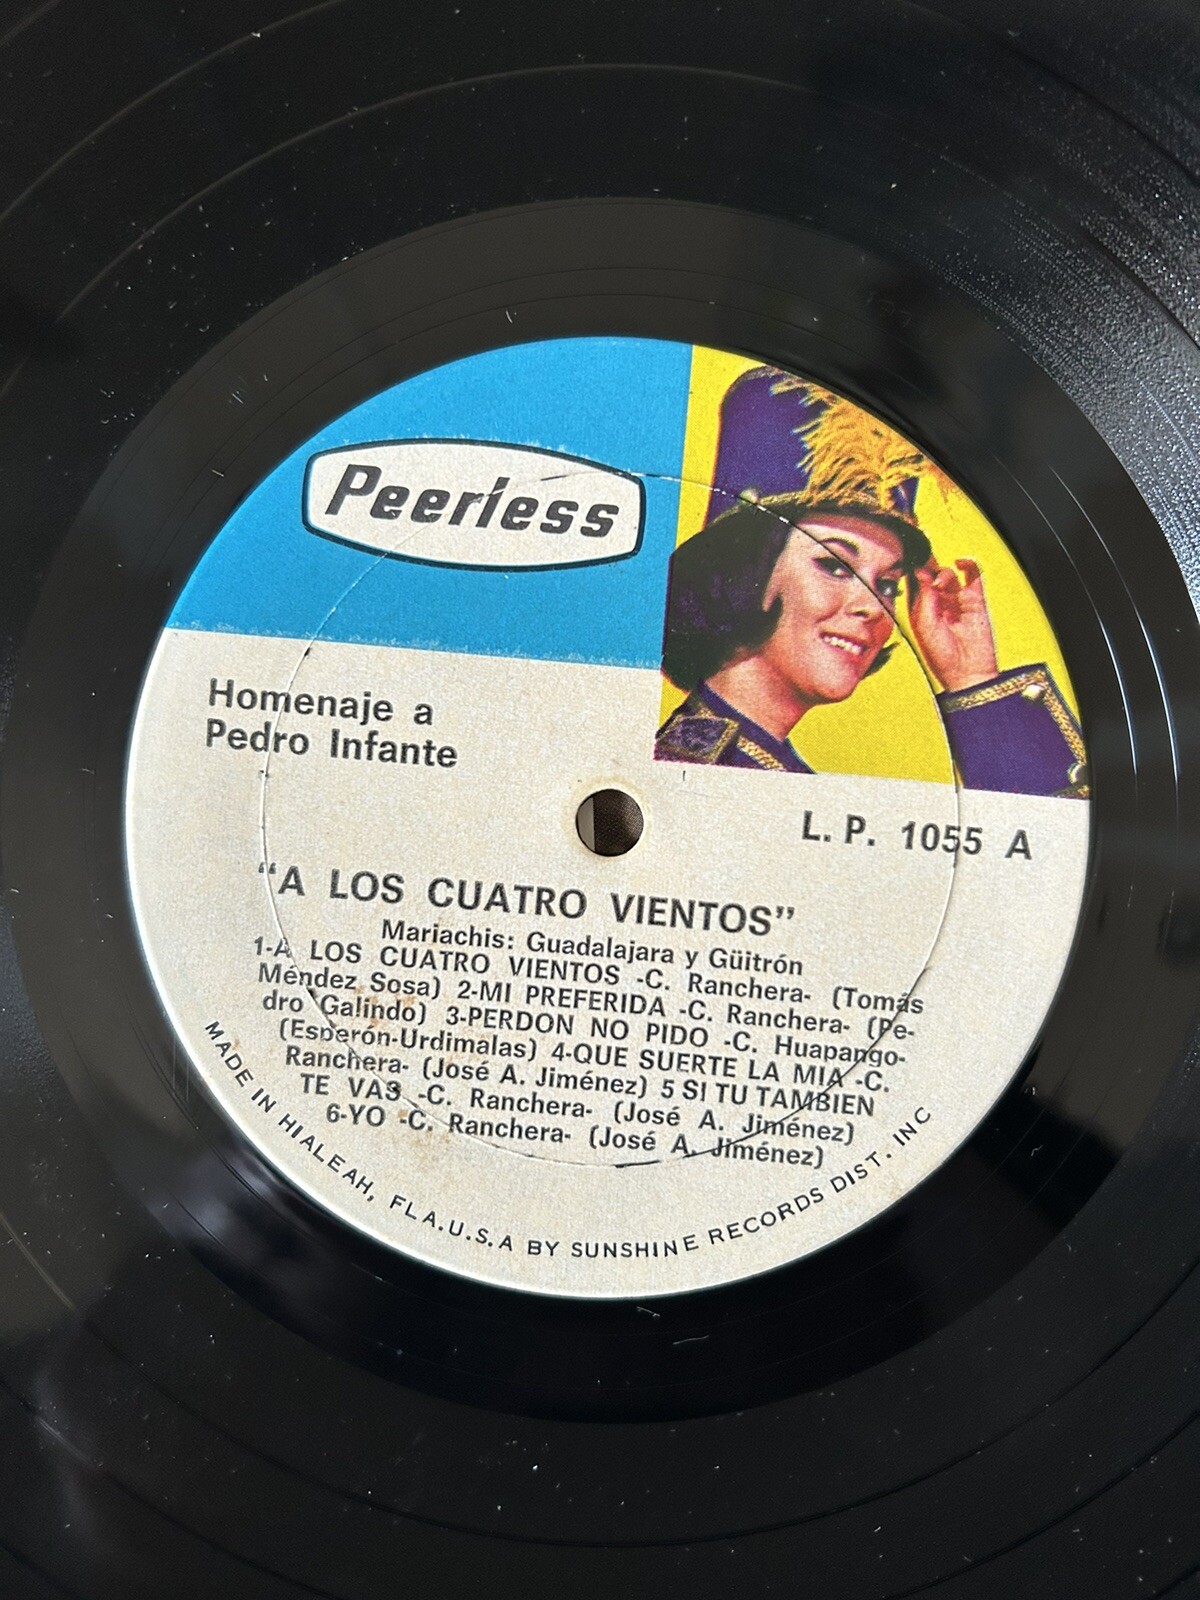 Peerless
Homenaje a
Pedro Infante
L. P. 1055 A
“A LOS CUATRO VIENTOS”
Mariachis: Guadalajara y Güitrón
1-A LOS CUATRO VIENTOS -C. Ranchera- (Tomás
Méndez Sosa) 2-MI PREFERIDA -C. Ranchera- (Pe-
dro Galindo) 3-PERDON NO PIDO -C. Huapango-
(Esperón-Urdimalas) 4-QUE SUERTE LA MIA -C.
Ranchera- (José A. Jiménez) 5 SI TU TAMBIEN
TE VAS -C. Ranchera- (José A. Jiménez)
6-YO -C. Ranchera- (José A. Jiménez)
MADE IN HIALEAH, FLA.U.S.A BY SUNSHINE RECORDS DIST. INC